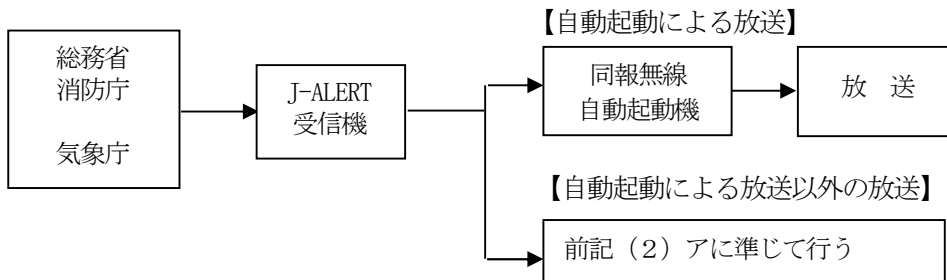 【自動起動による放送】
総務省
消防庁
気象庁
J-ALERT
受信機
同報無線
自動起動機
放　送
【自動起動による放送以外の放送】
前記（２）アに準じて行う